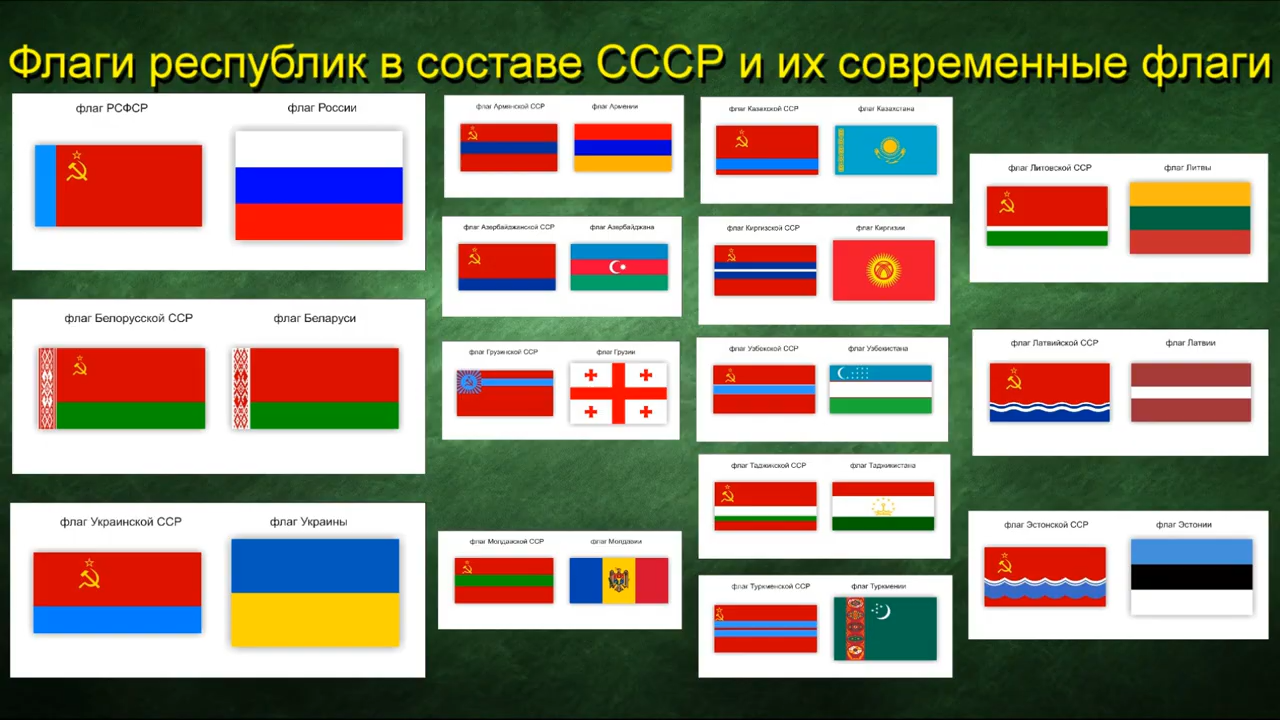 Флаги республик в составе СССР и их современные флаги
флаг РСФСР
флаг России
флаг Белорусской ССР
флаг Беларуси
флаг Украинской ССР
флаг Украины
флаг Армянской ССР
флаг Армении
флаг Азербайджанской ССР
флаг Азербайджана
флаг Грузинской ССР
флаг Грузии
флаг Молдавской ССР
флаг Молдавии
флаг Казахской ССР
флаг Казахстана
флаг Киргизской ССР
флаг Киргизии
флаг Узбекской ССР
флаг Узбекистана
флаг Таджикской ССР
флаг Таджикистана
флаг Туркменской ССР
флаг Туркмении
флаг Литовской ССР
флаг Литвы
флаг Латвийской ССР
флаг Латвии
флаг Эстонской ССР
флаг Эстонии